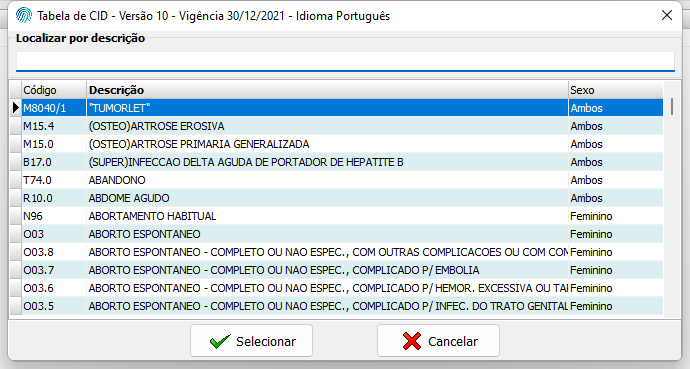 Tabela de CID - Versão 10 - Vigência 30/12/2021 - Idioma Português
Localizar por descrição
Código Descrição Sexo
M8040/1 "TUMORLET" Ambos
M15.4 (OSTEO)ARTROSE EROSIVA Ambos
M15.0 (OSTEO)ARTROSE PRIMARIA GENERALIZADA Ambos
B17.0 (SUPER)INFECCAO DELTA AGUDA DE PORTADOR DE HEPATITE B Ambos
T74.0 ABANDONO Ambos
R10.0 ABDOME AGUDO Ambos
N96 ABORTAMENTO HABITUAL Feminino
O03 ABORTO ESPONTANEO Feminino
O03.8 ABORTO ESPONTANEO - COMPLETO OU NAO ESPEC., COM OUTRAS COMPLICACOES OU COM COM Feminino
O03.7 ABORTO ESPONTANEO - COMPLETO OU NAO ESPEC., COMPLICADO P/ EMBOLIA Feminino
O03.6 ABORTO ESPONTANEO - COMPLETO OU NAO ESPEC., COMPLICADO P/ HEMOR. EXCESSIVA OU TAI Feminino
O03.5 ABORTO ESPONTANEO - COMPLETO OU NAO ESPEC., COMPLICADO P/ INFEC. DO TRATO GENITAL Feminino
Selecionar Cancelar